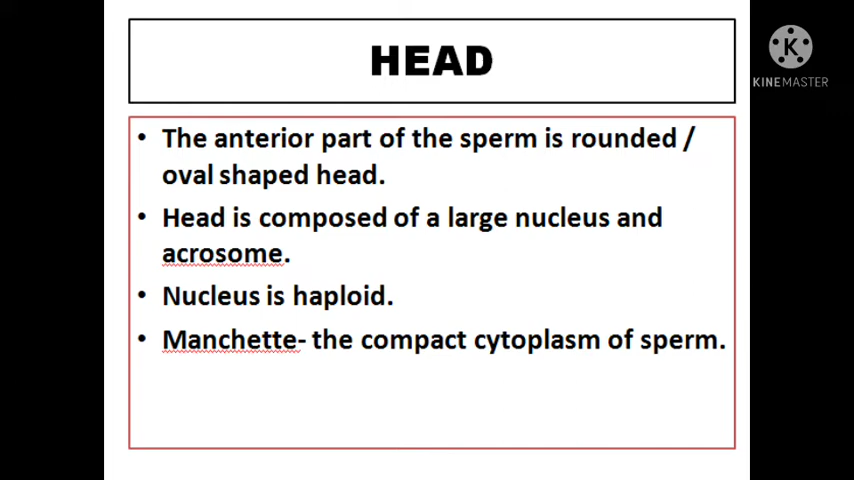 HEAD
K
KINEMASTER
• The anterior part of the sperm is rounded /
oval shaped head.
• Head is composed of a large nucleus and
acrosome.
• Nucleus is haploid.
• Manchette- the compact cytoplasm of sperm.